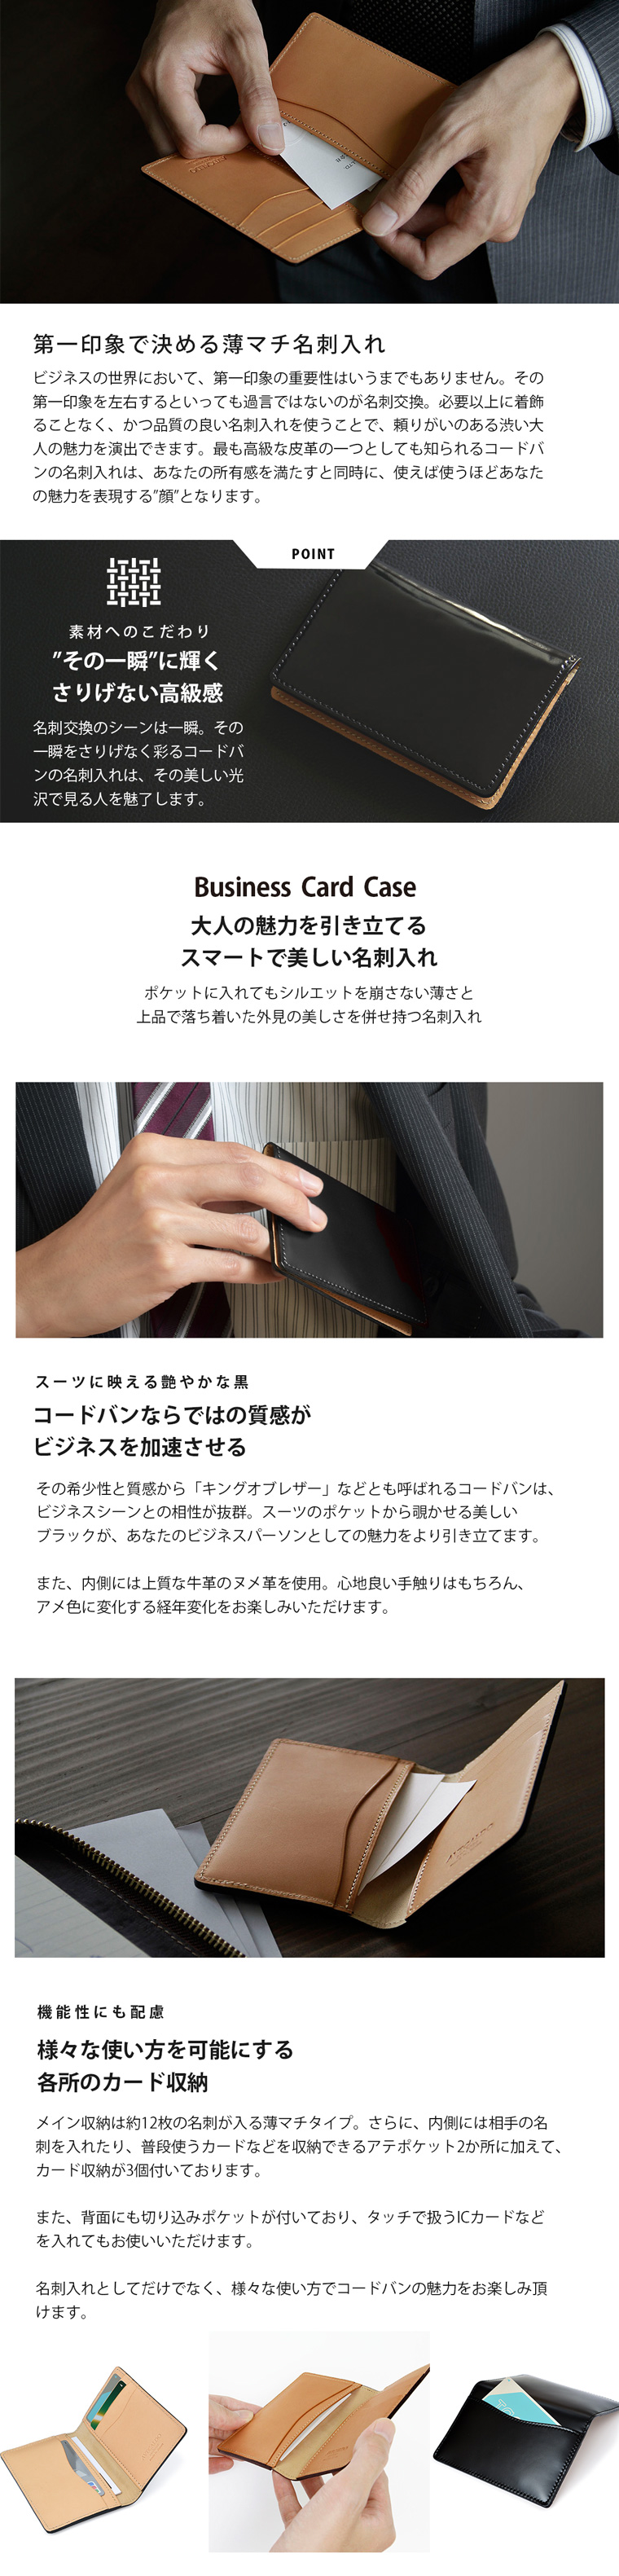 第一印象で決める薄マチ名刺入れ
ビジネスの世界において、第一印象の重要性はいうまでもありません。その
第一印象を左右するといっても過言ではないのが名刺交換。必要以上に着飾
ることなく、かつ品質の良い名刺入れを使うことで、頼りがいのある渋い大
人の魅力を演出できます。最も高級な皮革の一つとしても知られるコードバ
ンの名刺入れは、あなたの所有感を満たすと同時に、使えば使うほどあなた
の魅力を表現する"顔"となります。
POINT
素材へのこだわり
"その一瞬"に輝く
さりげない高級感
名刺交換のシーンは一瞬。その
一瞬をさりげなく彩るコードバ
ンの名刺入れは、その美しい光
沢で見る人を魅了します。
Business Card Case
大人の魅力を引き立てる
スマートで美しい名刺入れ
ポケットに入れてもシルエットを崩さない薄さと
上品で落ち着いた外見の美しさを併せ持つ名刺入れ
スーツに映える艶やかな黒
コードバンならではの質感が
ビジネスを加速させる
その希少性と質感から「キングオブレザー」などとも呼ばれるコードバンは、
ビジネスシーンとの相性が抜群。スーツのポケットから覗かせる美しい
ブラックが、あなたのビジネスパーソンとしての魅力をより引き立てます。
また、内側には上質な牛革のヌメ革を使用。心地良い手触りはもちろん、
アメ色に変化する経年変化をお楽しみいただけます。
機能性にも配慮
様々な使い方を可能にする
各所のカード収納
メイン収納は約12枚の名刺が入る薄マチタイプ。さらに、内側には相手の名
刺を入れたり、普段使うカードなどを収納できるアテポケット2か所に加えて、
カード収納が3個付いております。
また、背面にも切り込みポケットが付いており、タッチで扱うICカードなど
を入れてもお使いいただけます。
名刺入れとしてだけでなく、様々な使い方でコードバンの魅力をお楽しみ頂
けます。